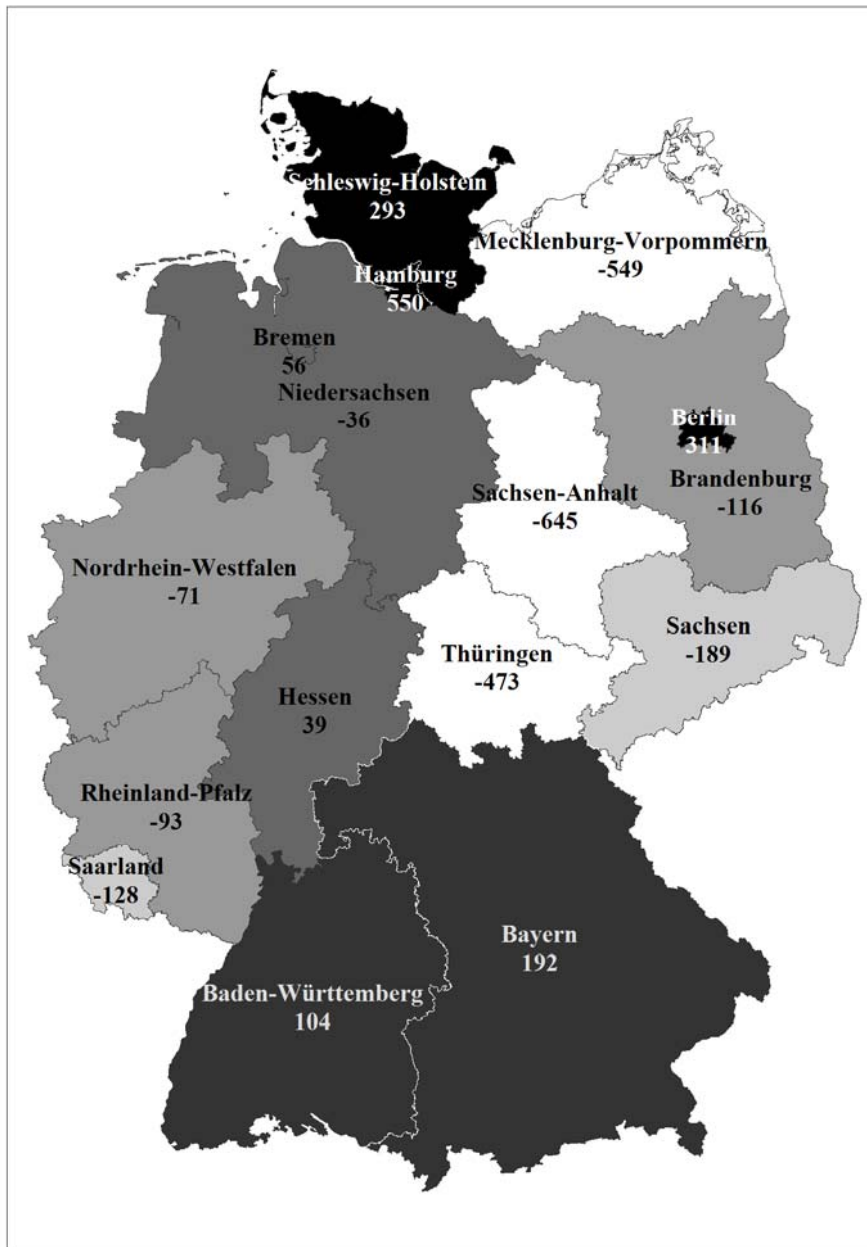 Schleswig-Holstein
293
Mecklenburg-Vorpommern
-549
Hamburg
550
Bremen
56
Niedersachsen
-36
Berlin
311
Brandenburg
-116
Sachsen-Anhalt
-645
Nordrhein-Westfalen
-71
Sachsen
-189
Thüringen
-473
Hessen
39
Rheinland-Pfalz
-93
Saarland
-128
Bayern
192
Baden-Württemberg
104